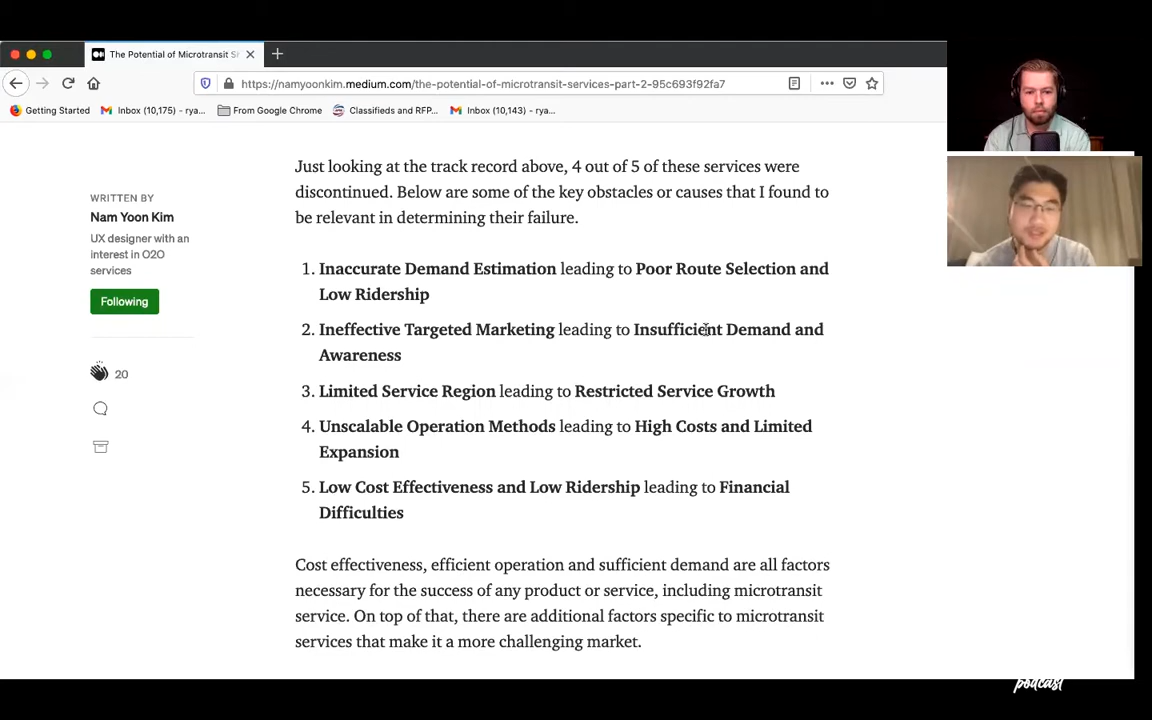 The Potential of Microtransit Se
https://namyoonkim.medium.com/the-potential-of-microtransit-services-part-2-95c693f92fa7
Getting Started
Inbox (10,175) — rya...
From Google Chrome
Classifieds and RFP...
Inbox (10,143) — rya...
WRITTEN BY
Nam Yoon Kim
UX designer with an
interest in O2O
services
Following
20
Just looking at the track record above, 4 out of 5 of these services were
discontinued. Below are some of the key obstacles or causes that I found to
be relevant in determining their failure.
1. Inaccurate Demand Estimation leading to Poor Route Selection and
Low Ridership
2. Ineffective Targeted Marketing leading to Insufficient Demand and
Awareness
3. Limited Service Region leading to Restricted Service Growth
4. Unscalable Operation Methods leading to High Costs and Limited
Expansion
5. Low Cost Effectiveness and Low Ridership leading to Financial
Difficulties
Cost effectiveness, efficient operation and sufficient demand are all factors
necessary for the success of any product or service, including microtransit
service. On top of that, there are additional factors specific to microtransit
services that make it a more challenging market.
podcast